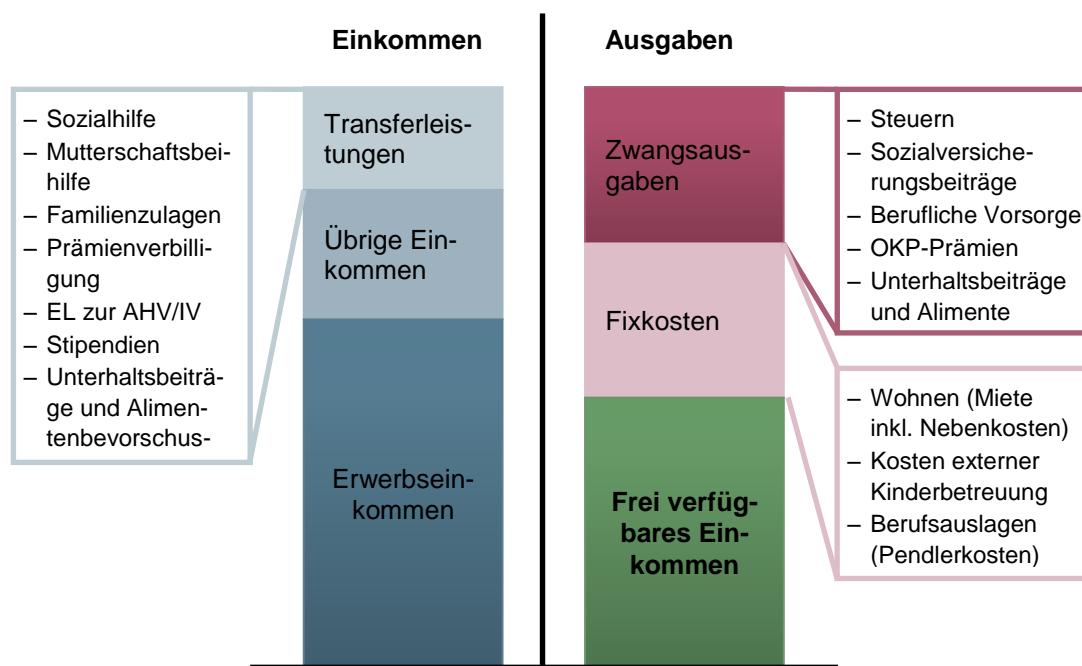 Einkommen
Ausgaben
– Sozialhilfe
– Mutterschaftsbei-
hilfe
– Familienzulagen
– Prämienverbilli-
gung
– EL zur AHV/IV
– Stipendien
– Unterhaltsbeiträ-
ge und Alimen-
tenbevorschus-
Transferleis-
tungen
Übrige Ein-
kommen
Erwerbsein-
kommen
Zwangsaus-
gaben
Fixkosten
Frei verfüg-
bares Ein-
kommen
– Steuern
– Sozialversiche-
rungsbeiträge
– Berufliche Vorsorge
– OKP-Prämien
– Unterhaltsbeiträge
und Alimente
– Wohnen (Miete
inkl. Nebenkosten)
– Kosten externer
Kinderbetreuung
– Berufsauslagen
(Pendlerkosten)